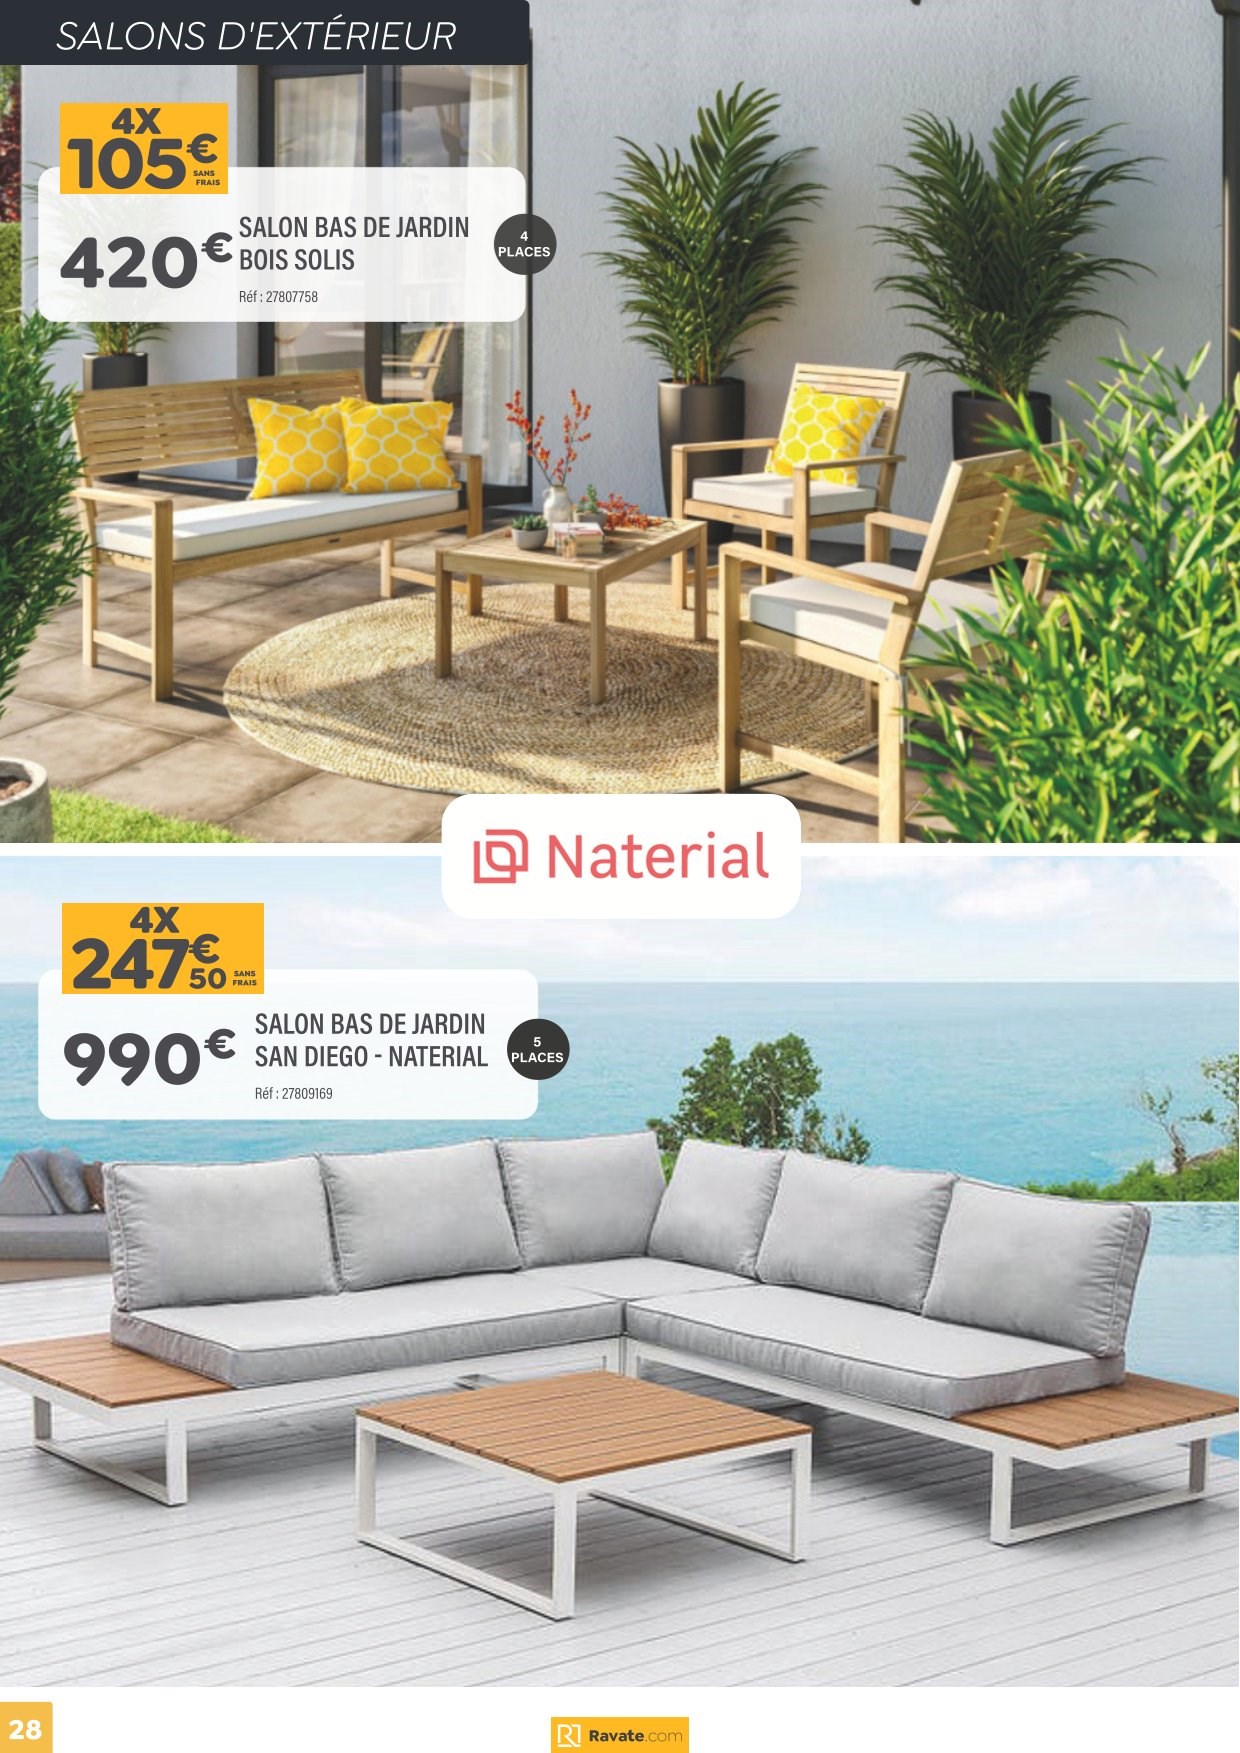 SALONS D'EXTÉRIEUR
4X
105€
SANS
FRAIS
420€
SALON BAS DE JARDIN
BOIS SOLIS
Réf : 27807758
4
PLACES
Naterial
4X
247€50
SANS
FRAIS
990€
SALON BAS DE JARDIN
SAN DIEGO - NATERIAL
Réf : 27809169
5
PLACES
28
Ravate.com